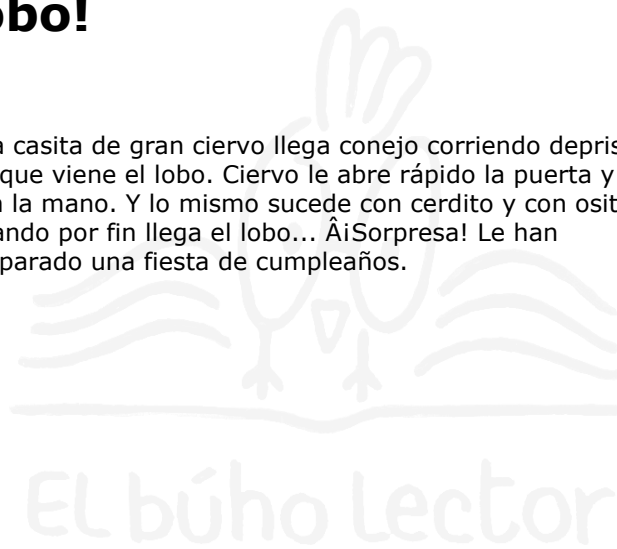 obo!
a casita de gran ciervo llega conejo corriendo depris
que viene el lobo. Ciervo le abre rápido la puerta y
la mano. Y lo mismo sucede con cerdito y con osit
ando por fin llega el lobo... Â¡Sorpresa! Le han
parado una fiesta de cumpleaños.
EL búho Lector